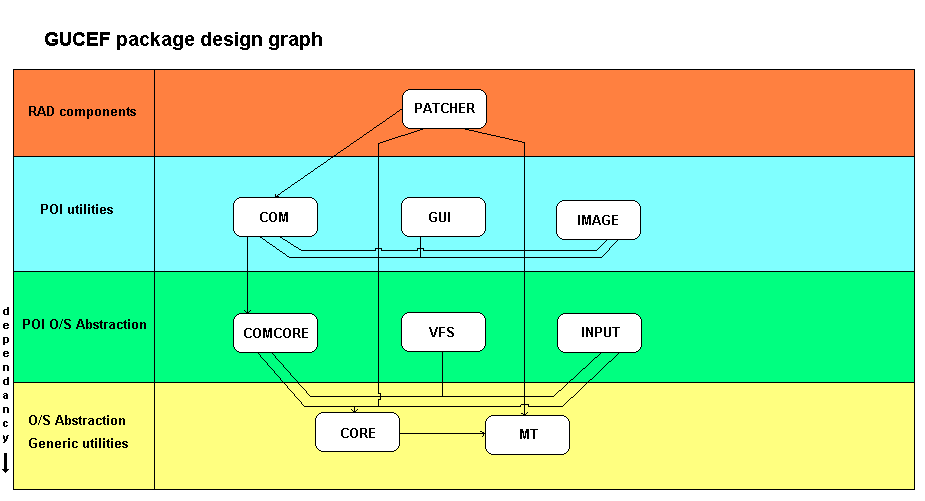 GUCEF package design graph
RAD components
PATCHER
POI utilities
COM
GUI
IMAGE
dependancy
POI O/S Abstraction
COMCORE
VFS
INPUT
O/S Abstraction
Generic utilities
CORE
MT